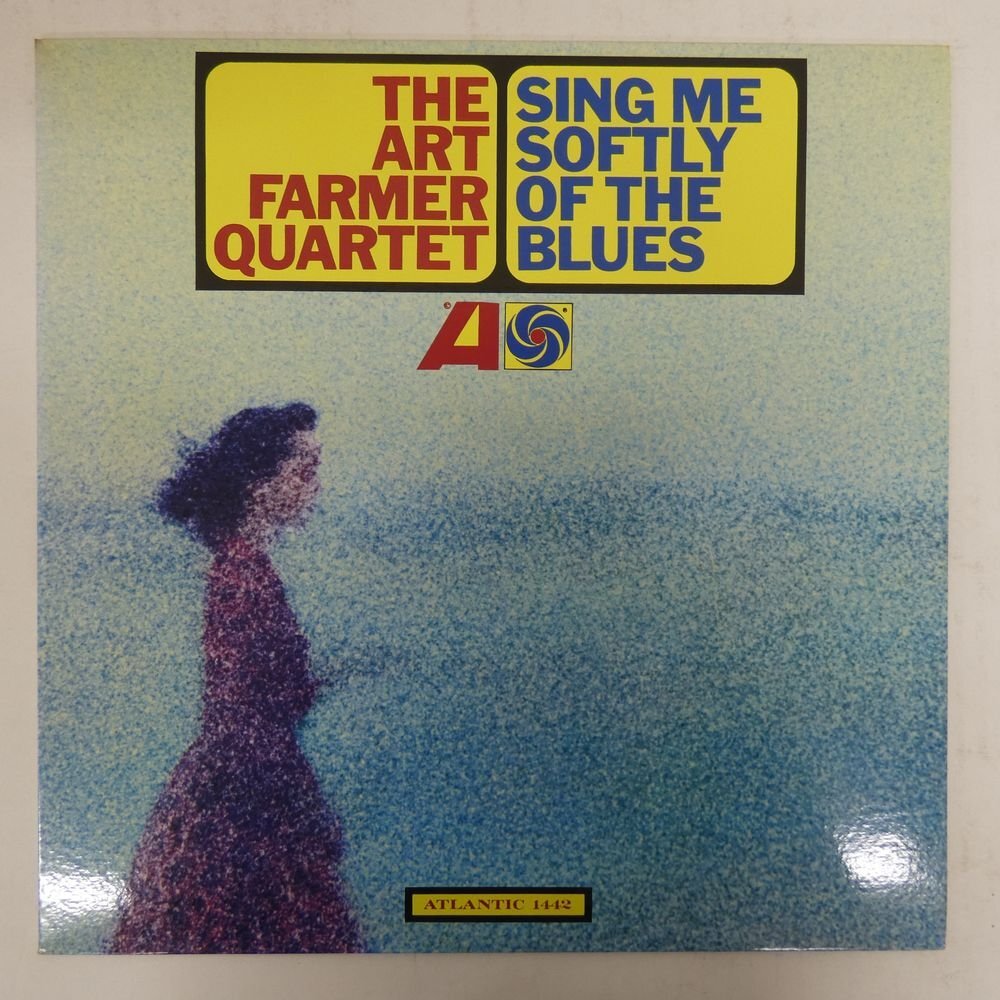 THE
ART
FARMER
QUARTET
SING ME
SOFTLY
OF THE
BLUES
A
ATLANTIC 1442